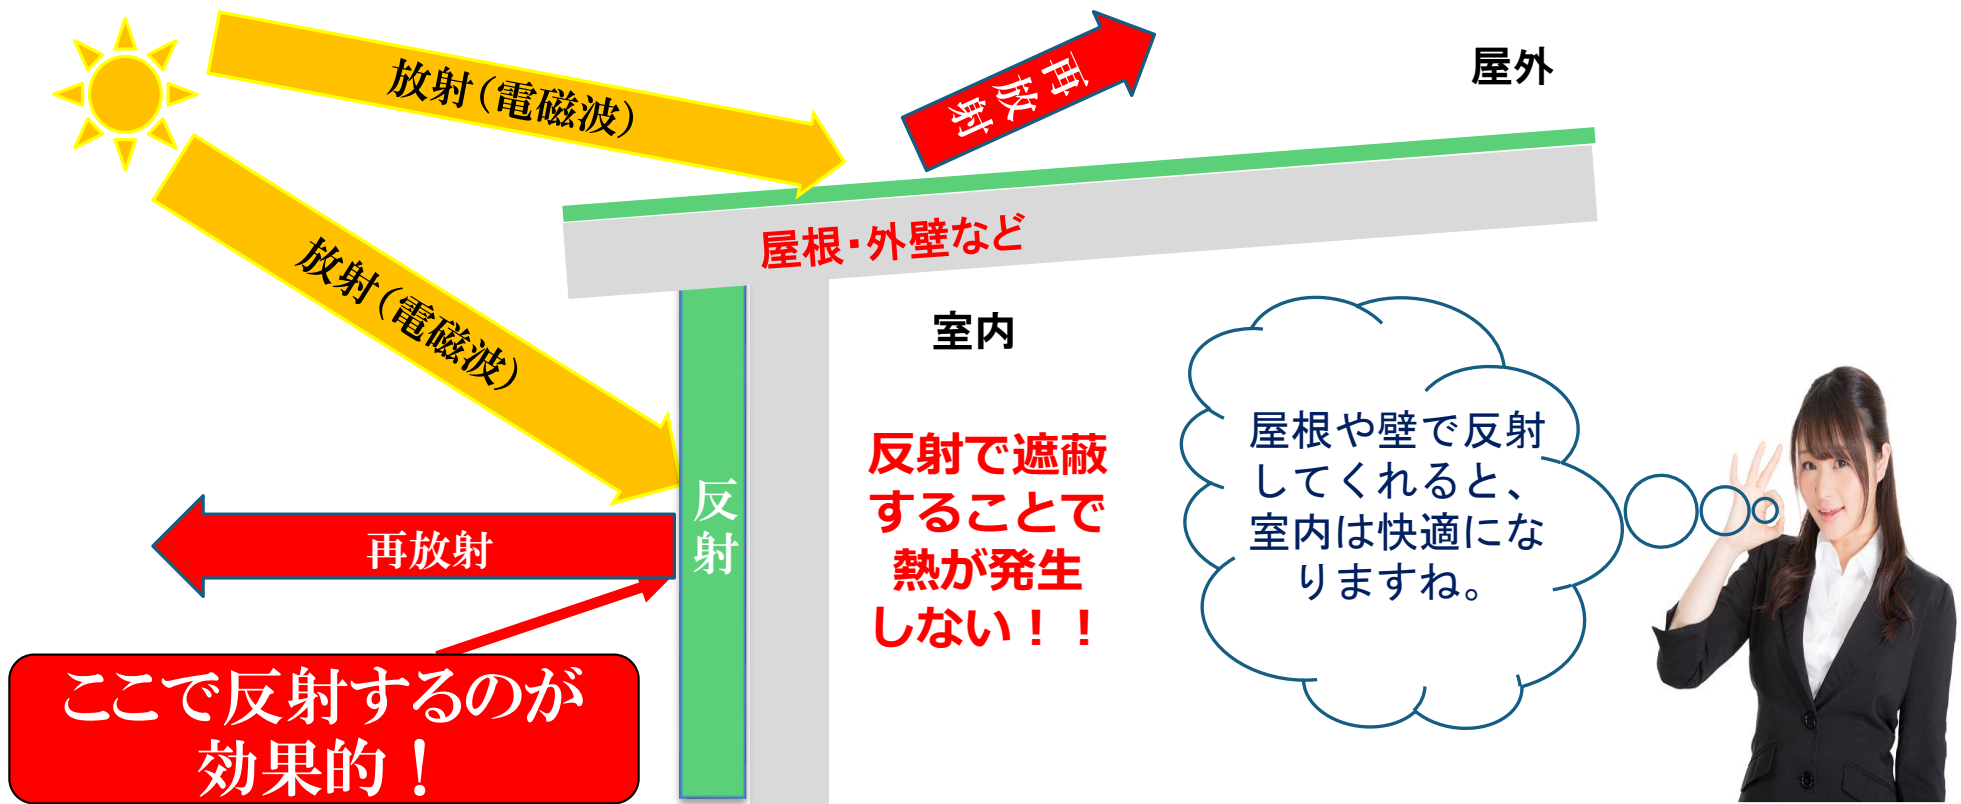 放射（電磁波）
再放射
屋外
屋根・外壁など
放射（電磁波）
室内
反射で遮蔽
することで
熱が発生
しない！！
屋根や壁で反射
してくれると、
室内は快適にな
りますね。
反射
再放射
ここで反射するのが
効果的！